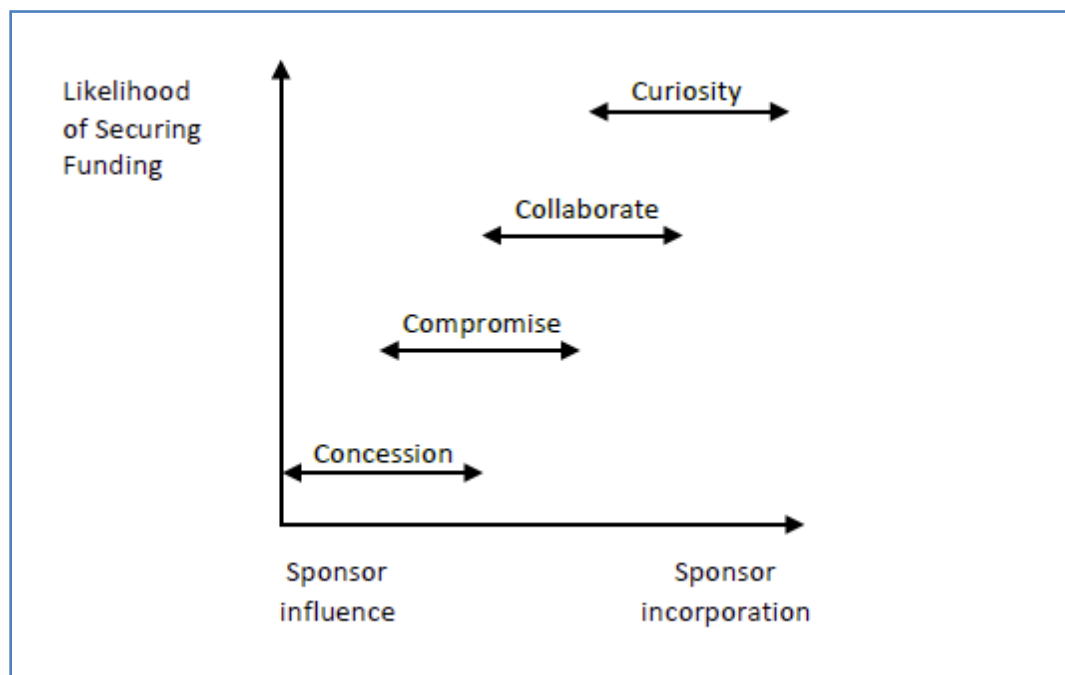 Likelihood
of Securing
Funding
Curiosity
Collaborate
Compromise
Concession
Sponsor
influence
Sponsor
incorporation